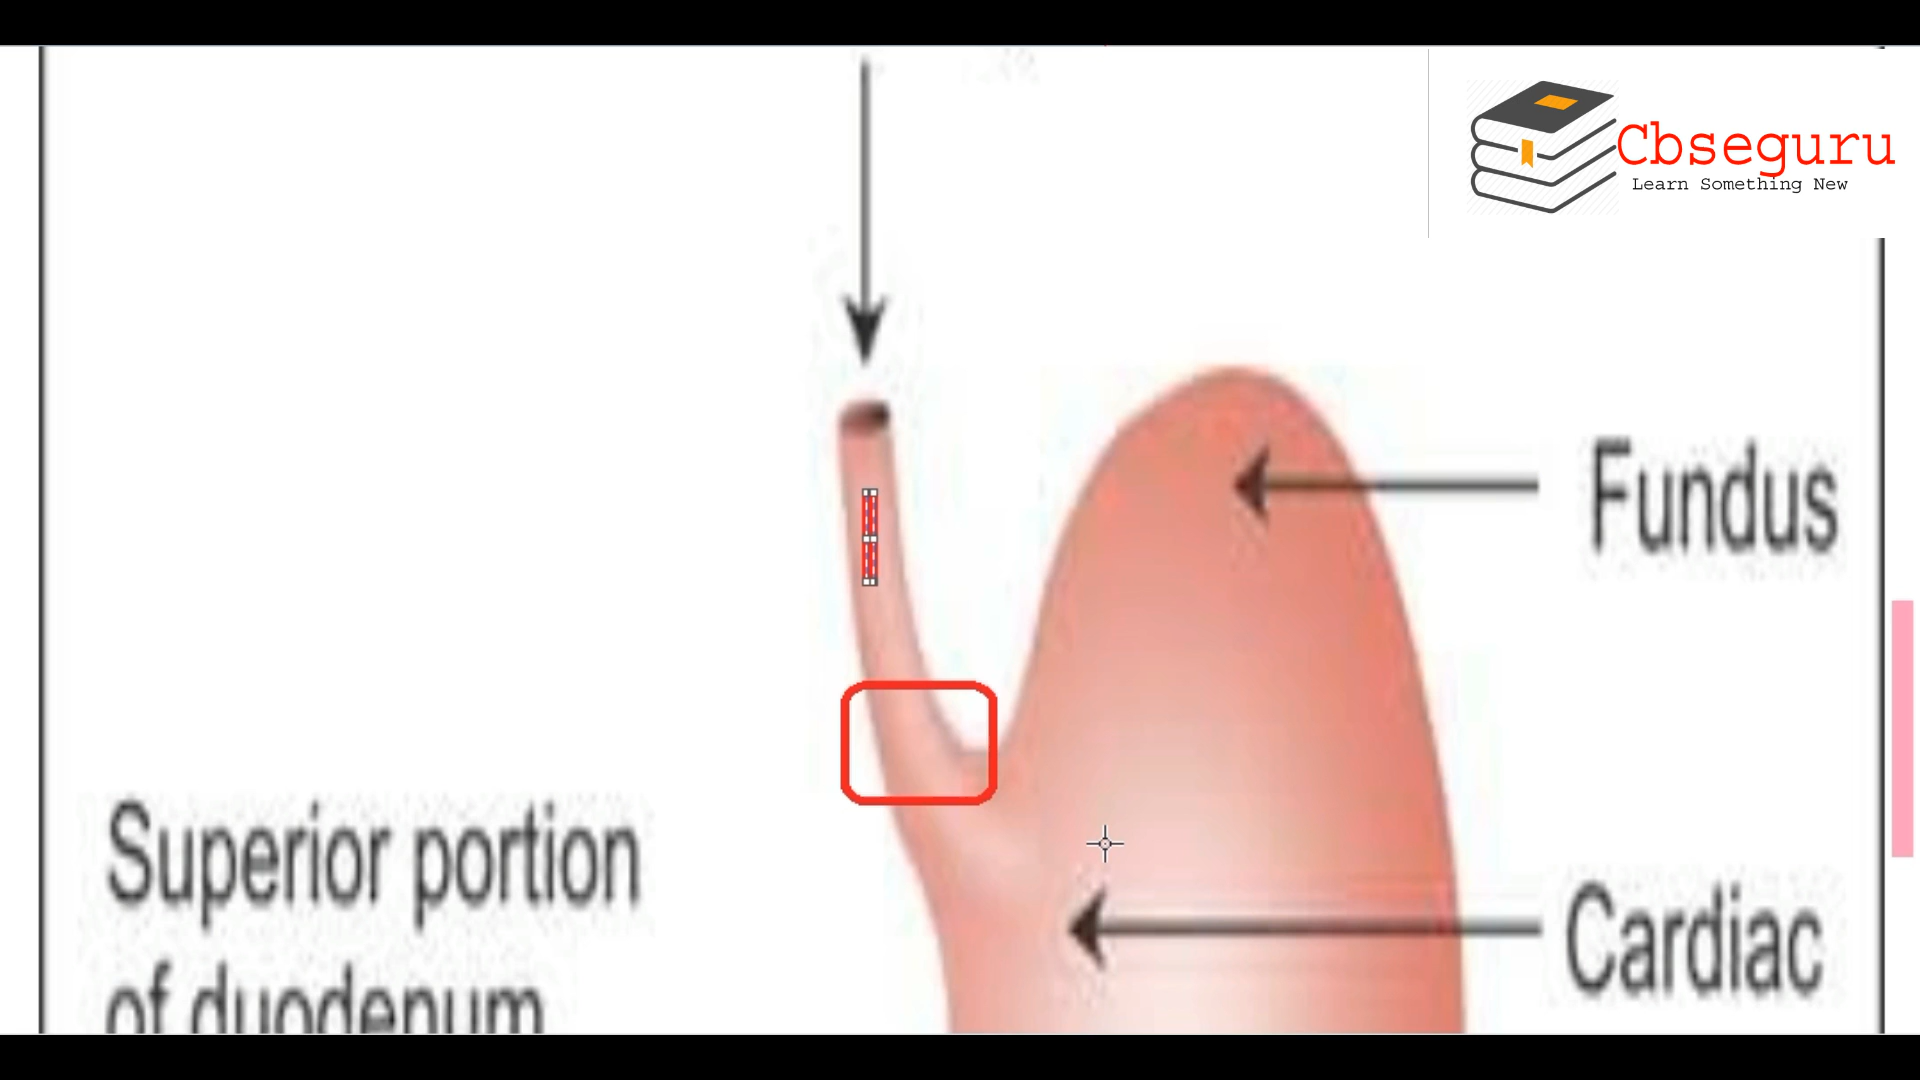 Cbseguru
Learn Something New
Fundus
Superior portion
of duodenum
Cardiac